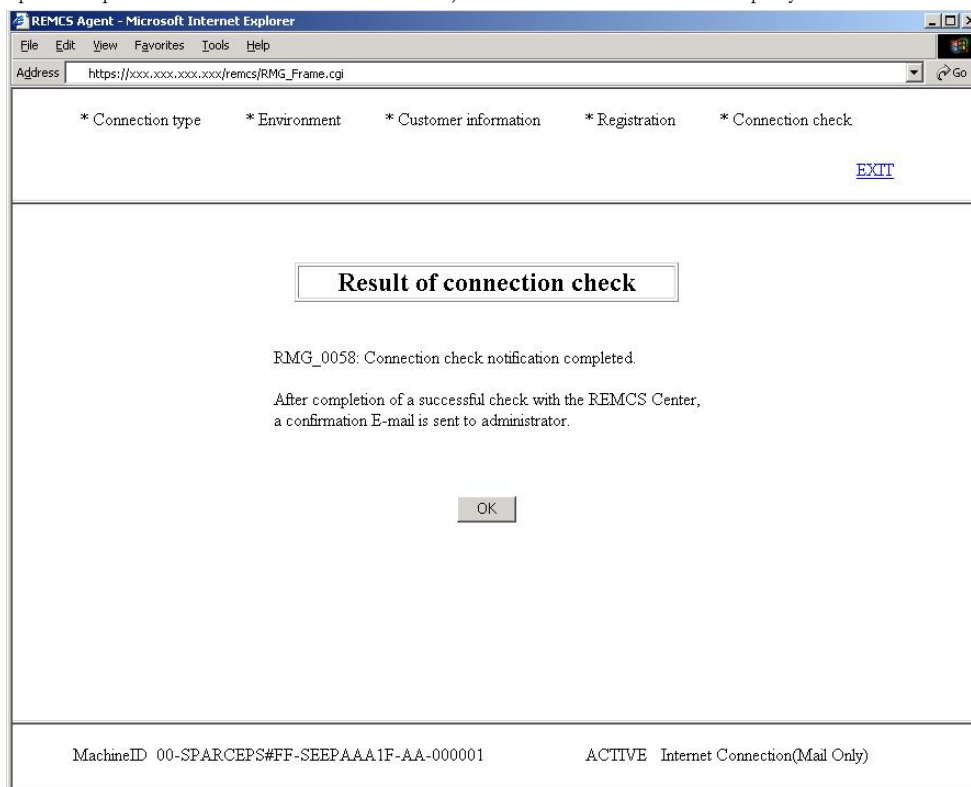 REMCS Agent - Microsoft Internet Explorer
File Edit View Favorites Tools Help
Address https://xxx.xxx.xxx.xxx/remcs/RMG_Frame.cgi Go
* Connection type * Environment * Customer information * Registration * Connection check
EXIT
Result of connection check
RMG_0058: Connection check notification completed.
After completion of a successful check with the REMCS Center,
a confirmation E-mail is sent to administrator.
OK
MachineID 00-SPARCEPS#FF-SEEPAAA1F-AA-000001 ACTIVE Internet Connection(Mail Only)